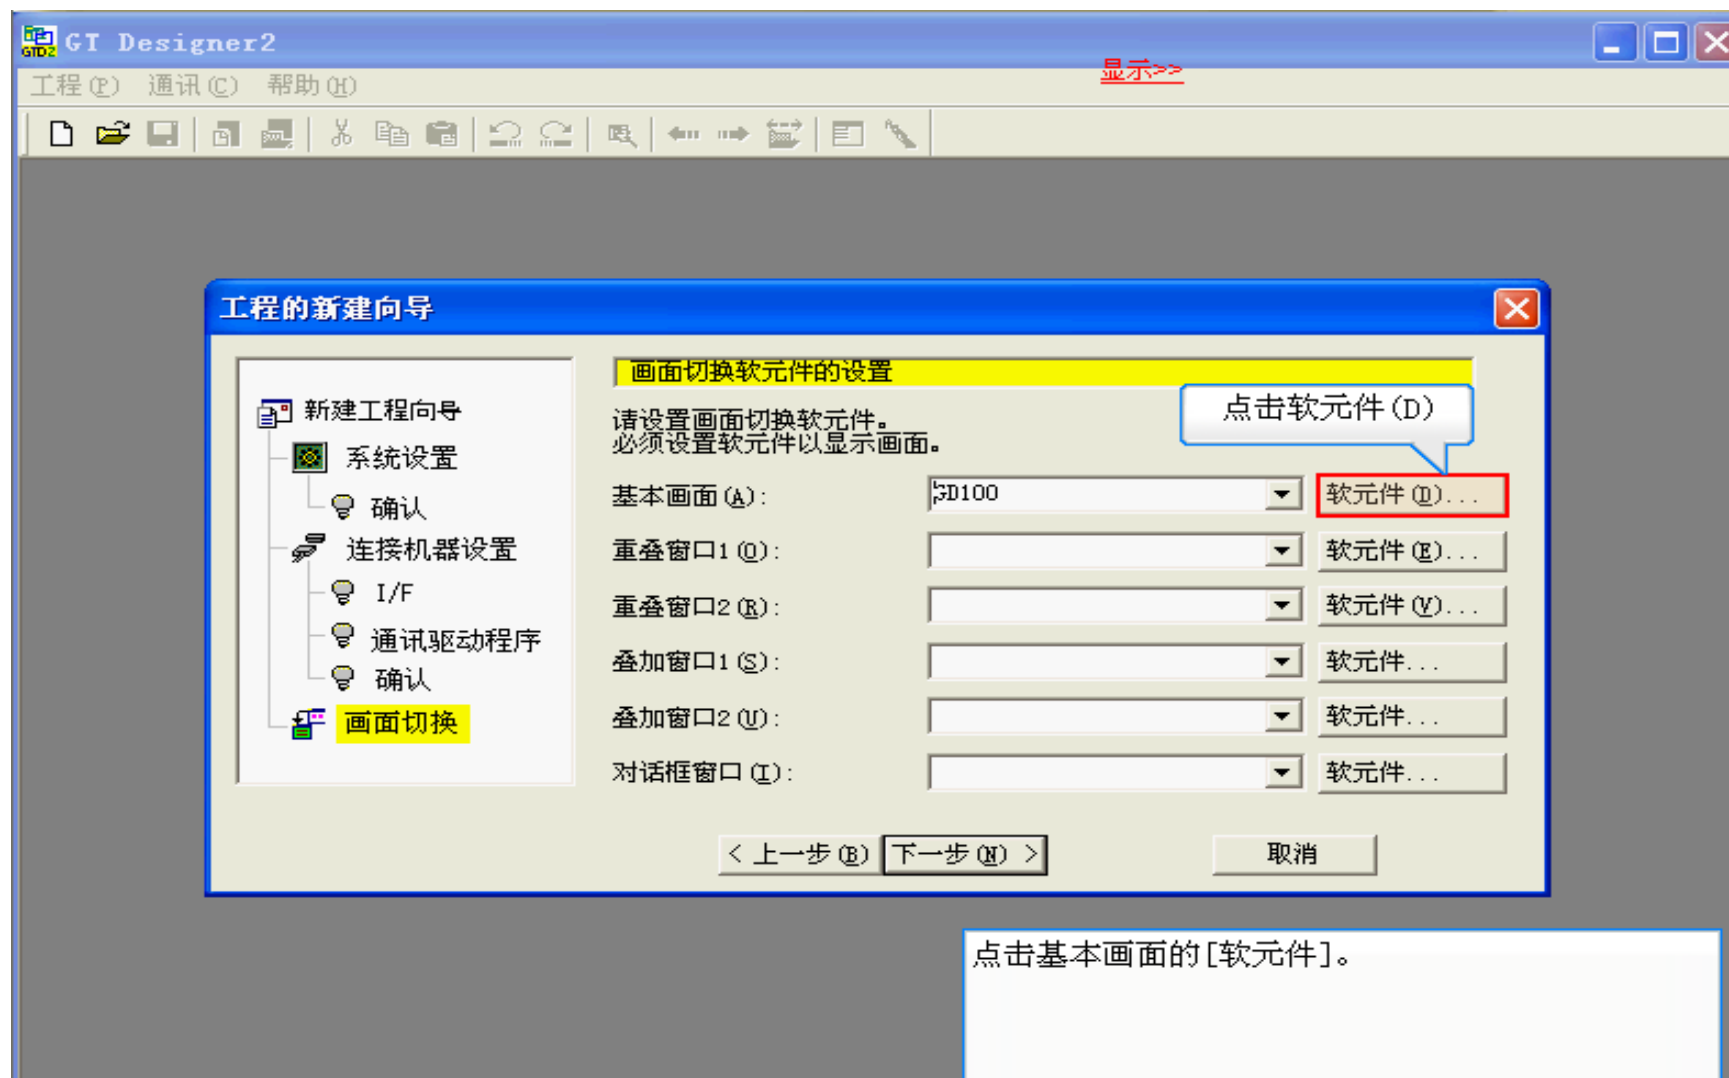 GT Designer2
显示>>
工程(P) 通讯(C) 帮助(H)
工程的新建向导
新建工程向导
系统设置
确认
连接机器设置
I/F
通讯驱动程序
确认
画面切换
画面切换软元件的设置
点击软元件(D)
请设置画面切换软元件。
必须设置软元件以显示画面。
基本画面(A): GD100 软元件(D)...
重叠窗口1(O): 软元件(E)...
重叠窗口2(R): 软元件(V)...
叠加窗口1(S): 软元件...
叠加窗口2(U): 软元件...
对话框窗口(I): 软元件...
< 上一步(B) 下一步(N) > 取消
点击基本画面的[软元件]。